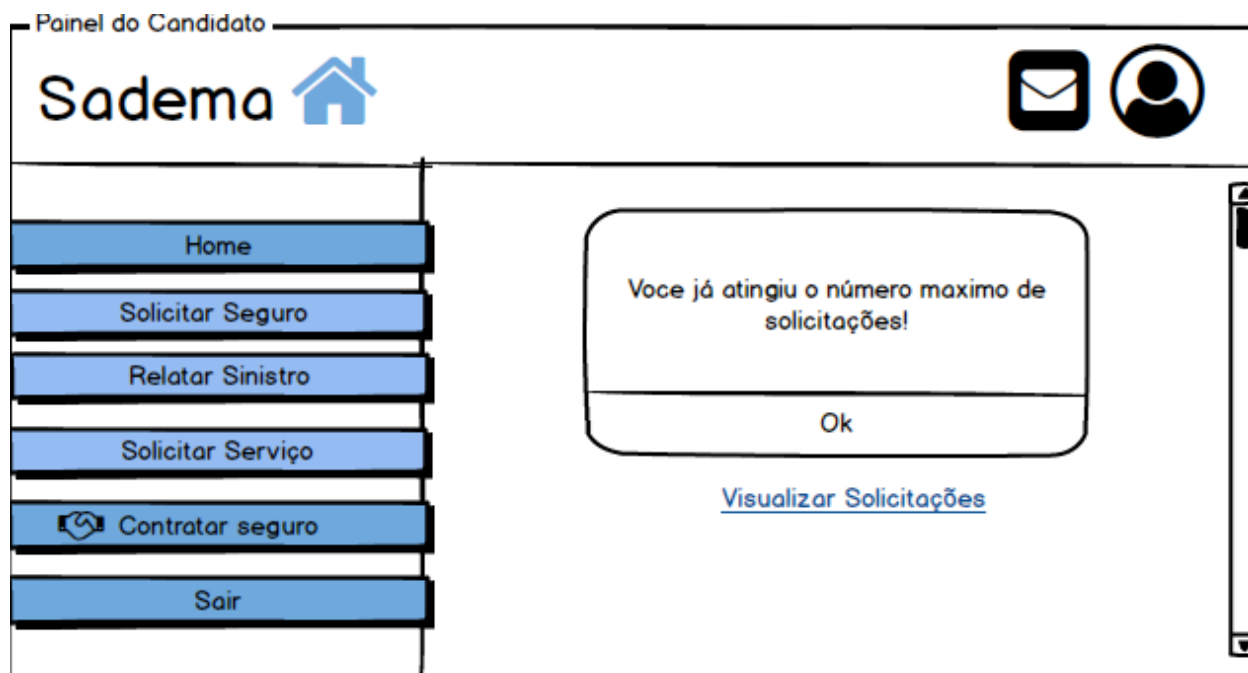 Painel do Candidato
Sadema
Home
Solicitar Seguro
Relatar Sinistro
Solicitar Serviço
Contratar seguro
Sair
Voce já atingiu o número maximo de
solicitações!
Ok
Visualizar Solicitações